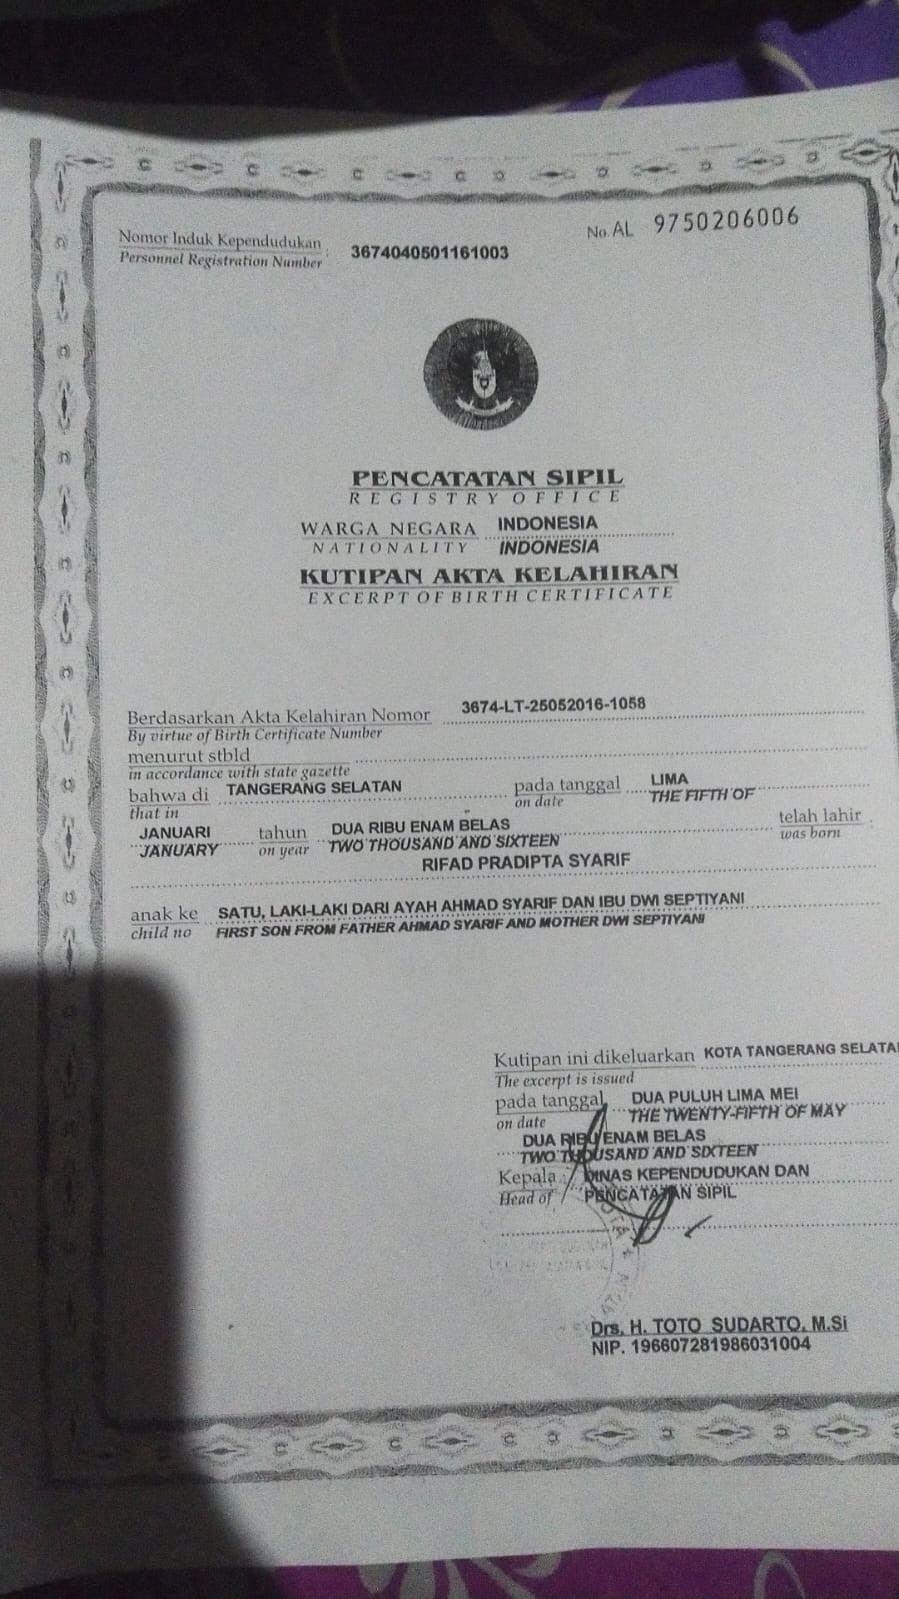 No. AL 9750206006
Nomor Induk Kependudukan : 3674040501161003
Personnel Registration Number
PENCATATAN SIPIL
REGISTRY OFFICE
WARGA NEGARA INDONESIA
NATIONALITY INDONESIA
KUTIPAN AKTA KELAHIRAN
EXCERPT OF BIRTH CERTIFICATE
Berdasarkan Akta Kelahiran Nomor 3674-LT-25052016-1058
By virtue of Birth Certificate Number
menurut stbld
in accordance with state gazette
bahwa di TANGERANG SELATAN pada tanggal LIMA
that in on date THE FIFTH OF
JANUARI tahun DUA RIBU ENAM BELAS telah lahir
JANUARY on year TWO THOUSAND AND SIXTEEN was born
RIFAD PRADIPTA SYARIF
anak ke SATU, LAKI-LAKI DARI AYAH AHMAD SYARIF DAN IBU DWI SEPTIYANI
child no FIRST SON FROM FATHER AHMAD SYARIF AND MOTHER DWI SEPTIYANI
Kutipan ini dikeluarkan KOTA TANGERANG SELATA
The excerpt is issued
pada tanggal DUA PULUH LIMA MEI
on date THE TWENTY-FIFTH OF MAY
DUA RIBU ENAM BELAS
TWO THOUSAND AND SIXTEEN
Kepala : DINAS KEPENDUDUKAN DAN
Head of PENCATATAN SIPIL
Drs. H. TOTO SUDARTO, M.Si
NIP. 196607281986031004